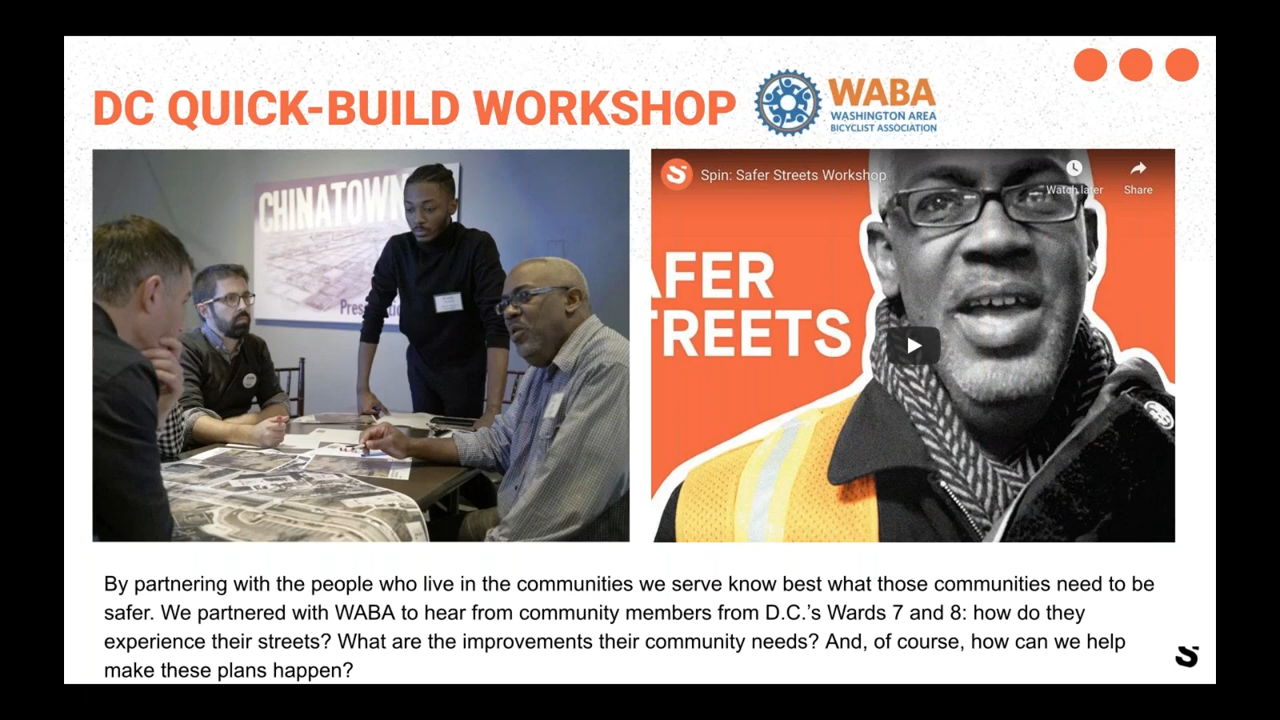 DC QUICK-BUILD WORKSHOP
WABA
WASHINGTON AREA
BICYCLIST ASSOCIATION
CHINATOWN
Spin: Safer Streets Workshop
Watch later
Share
AFER
TREETS
By partnering with the people who live in the communities we serve know best what those communities need to be
safer. We partnered with WABA to hear from community members from D.C.’s Wards 7 and 8: how do they
experience their streets? What are the improvements their community needs? And, of course, how can we help
make these plans happen?